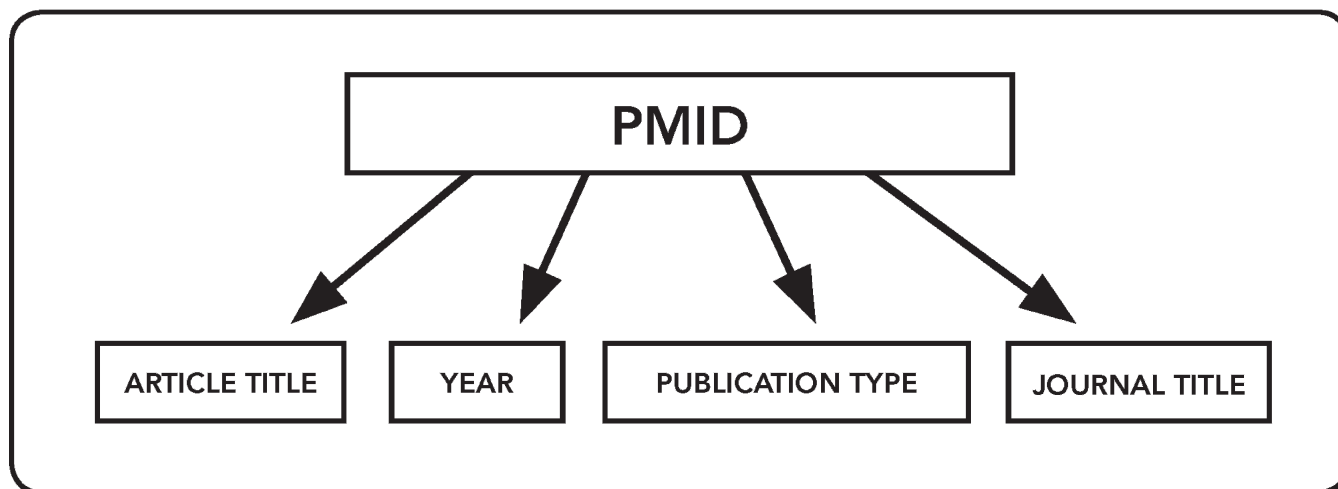 PMID
ARTICLE TITLE
YEAR
PUBLICATION TYPE
JOURNAL TITLE